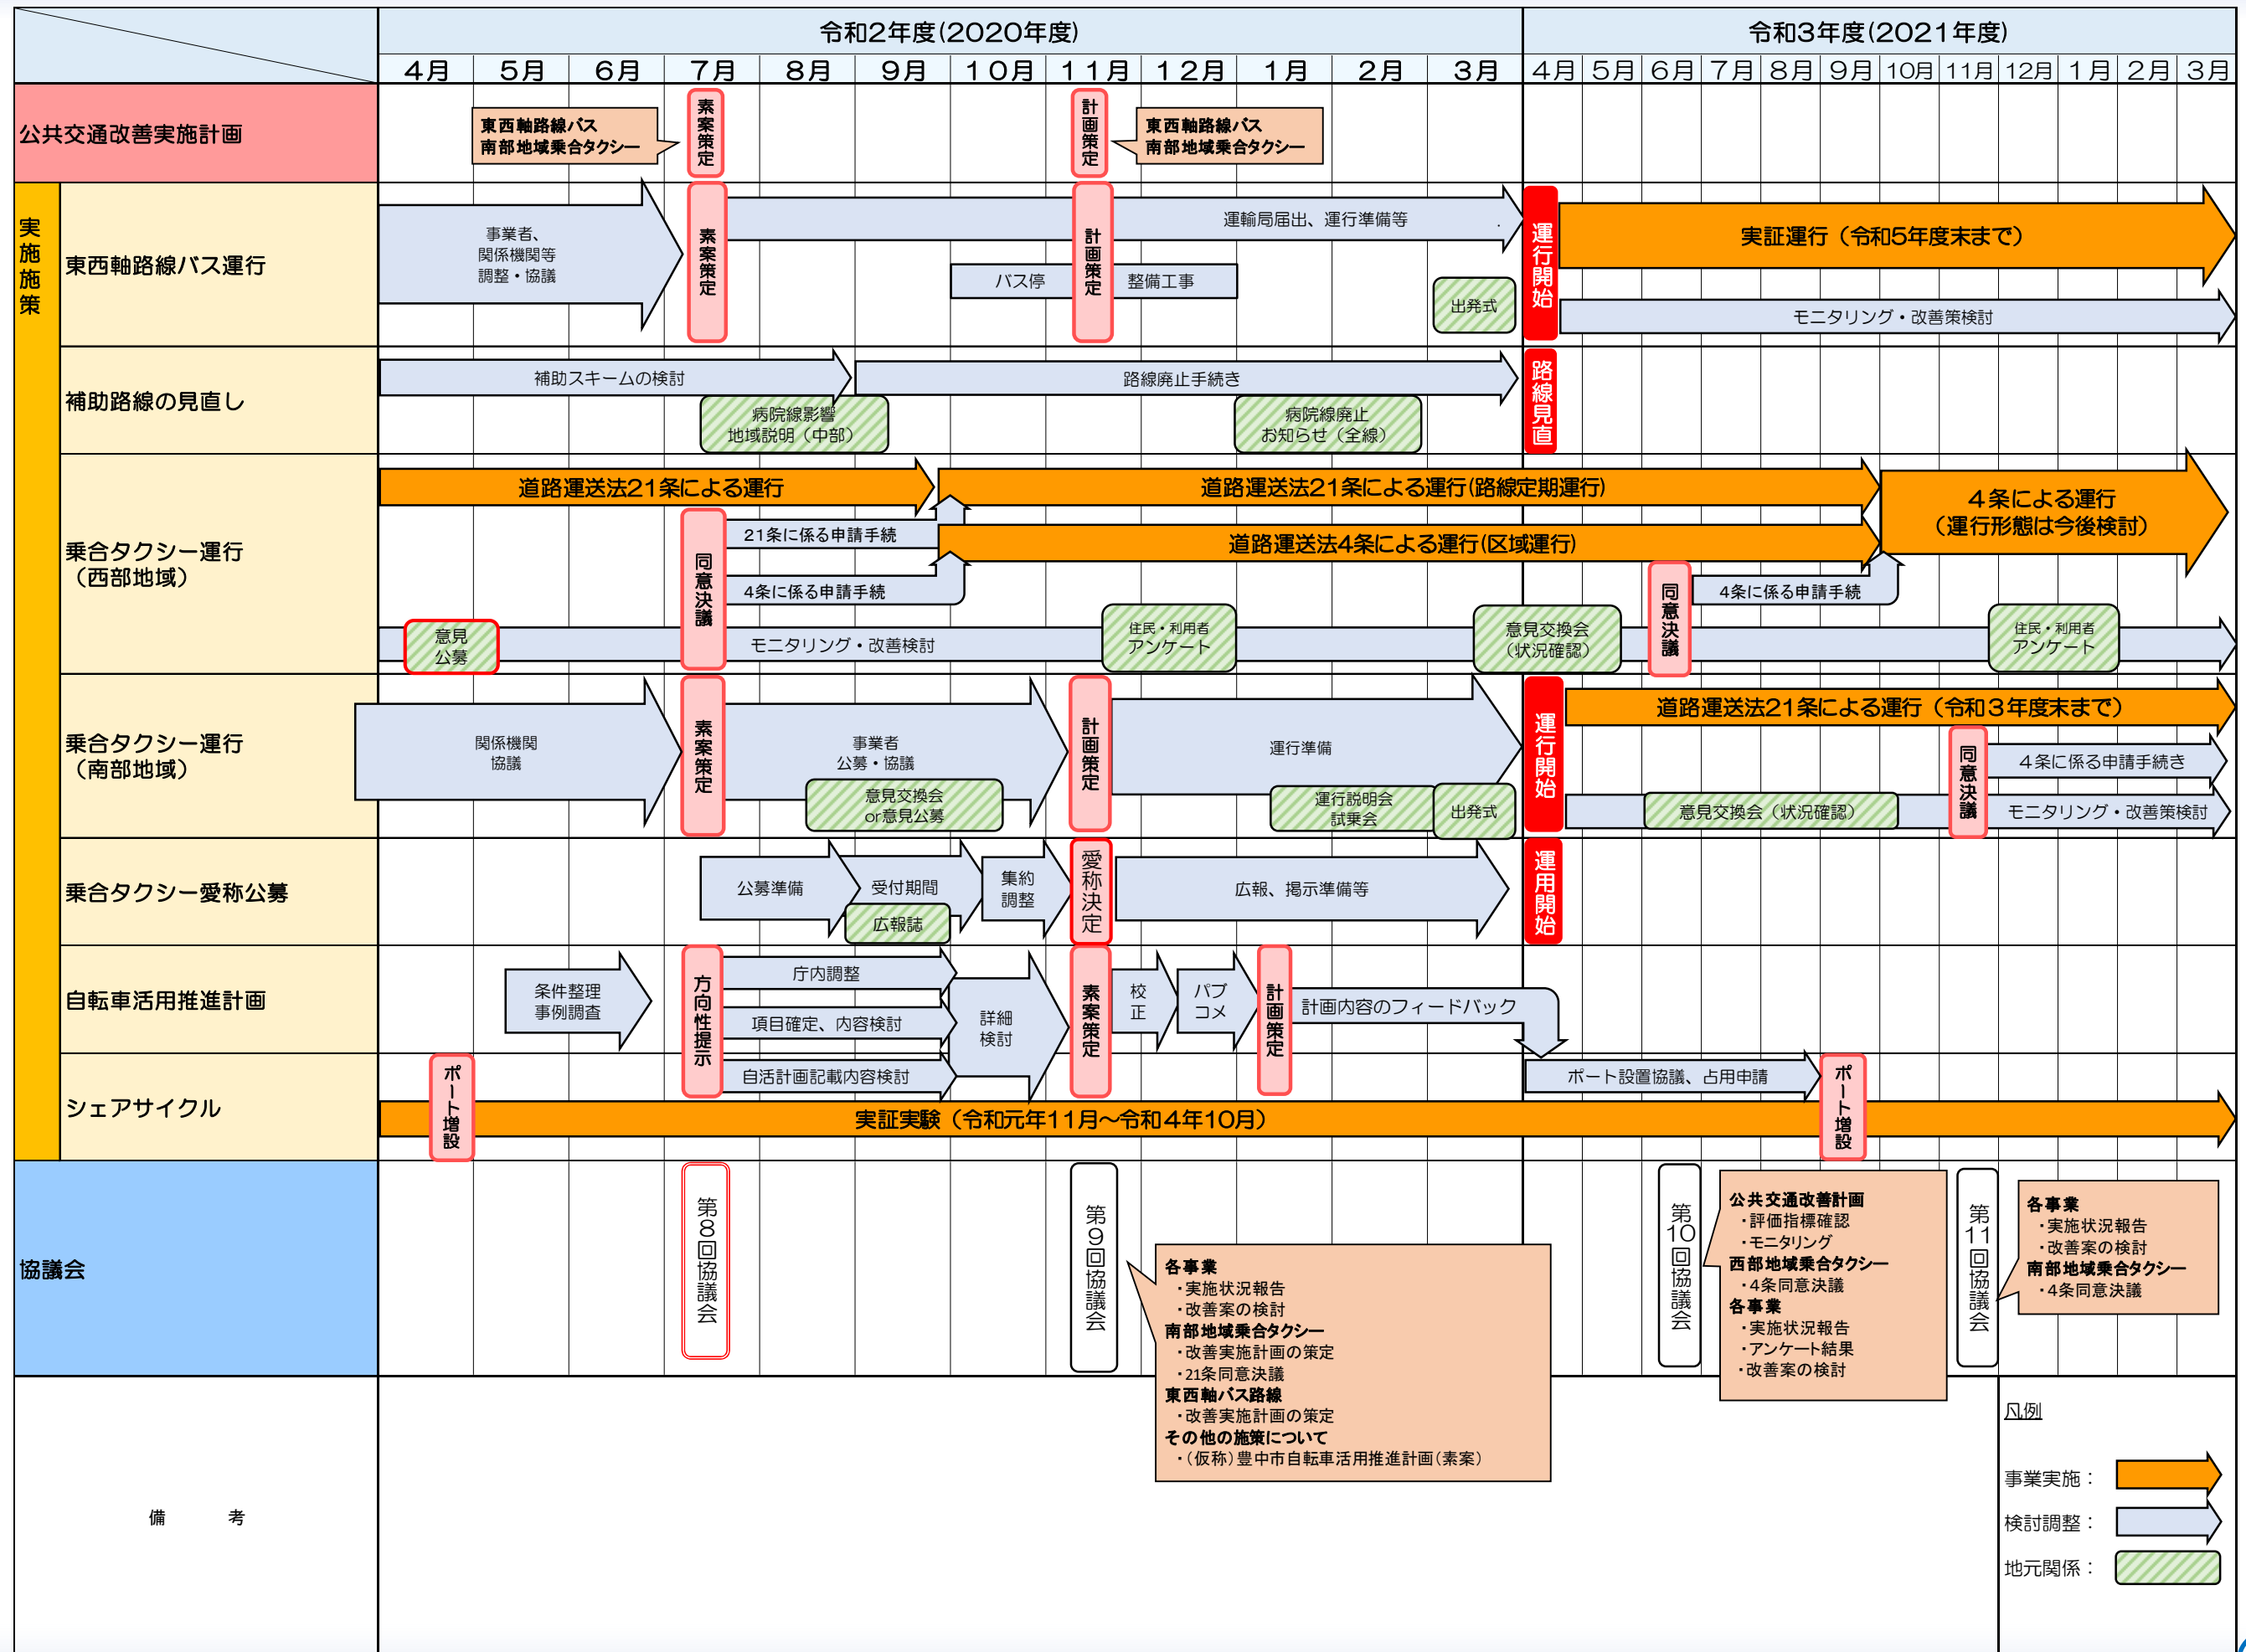 令和2年度(2020年度)
令和3年度(2021年度)
4月 5月 6月 7月 8月 9月 10月 11月 12月 1月 2月 3月
4月 5月 6月 7月 8月 9月 10月 11月 12月 1月 2月 3月
公共交通改善実施計画
東西軸路線バス
南部地域乗合タクシー
素案策定
計画策定
東西軸路線バス
南部地域乗合タクシー
実施施策
東西軸路線バス運行
事業者、
関係機関等
調整・協議
素案策定
計画策定
運輸局届出、運行準備等
バス停
整備工事
出発式
運行開始
実証運行（令和5年度末まで）
モニタリング・改善策検討
補助路線の見直し
補助スキームの検討
路線廃止手続き
病院線影響
地域説明（中部）
病院線廃止
お知らせ（全線）
路線見直
乗合タクシー運行
（西部地域）
道路運送法21条による運行
道路運送法21条による運行(路線定期運行)
4条による運行
（運行形態は今後検討）
同意決議
21条に係る申請手続
道路運送法4条による運行(区域運行)
4条に係る申請手続
同意決議
4条に係る申請手続
意見
公募
モニタリング・改善検討
住民・利用者
アンケート
意見交換会
（状況確認）
住民・利用者
アンケート
乗合タクシー運行
（南部地域）
関係機関
協議
素案策定
事業者
公募・協議
意見交換会
or意見公募
計画策定
運行準備
運行説明会
試乗会
出発式
運行開始
道路運送法21条による運行（令和3年度末まで）
同意決議
4条に係る申請手続き
意見交換会（状況確認）
モニタリング・改善策検討
乗合タクシー愛称公募
公募準備
受付期間
広報誌
集約
調整
愛称決定
広報、掲示準備等
運用開始
自転車活用推進計画
条件整理
事例調査
方向性提示
庁内調整
項目確定、内容検討
詳細
検討
素案策定
校正
パブ
コメ
計画策定
計画内容のフィードバック
シェアサイクル
ポート増設
自活計画記載内容検討
ポート設置協議、占用申請
ポート増設
実証実験（令和元年11月～令和4年10月）
協議会
第8回協議会
第9回協議会
各事業
・実施状況報告
・改善案の検討
南部地域乗合タクシー
・改善実施計画の策定
・21条同意決議
東西軸バス路線
・改善実施計画の策定
その他の施策について
・(仮称)豊中市自転車活用推進計画(素案)
第10回協議会
公共交通改善計画
・評価指標確認
・モニタリング
西部地域乗合タクシー
・4条同意決議
各事業
・実施状況報告
・アンケート結果
・改善案の検討
第11回協議会
各事業
・実施状況報告
・改善案の検討
南部地域乗合タクシー
・4条同意決議
備 考
凡例
事業実施：
検討調整：
地元関係：